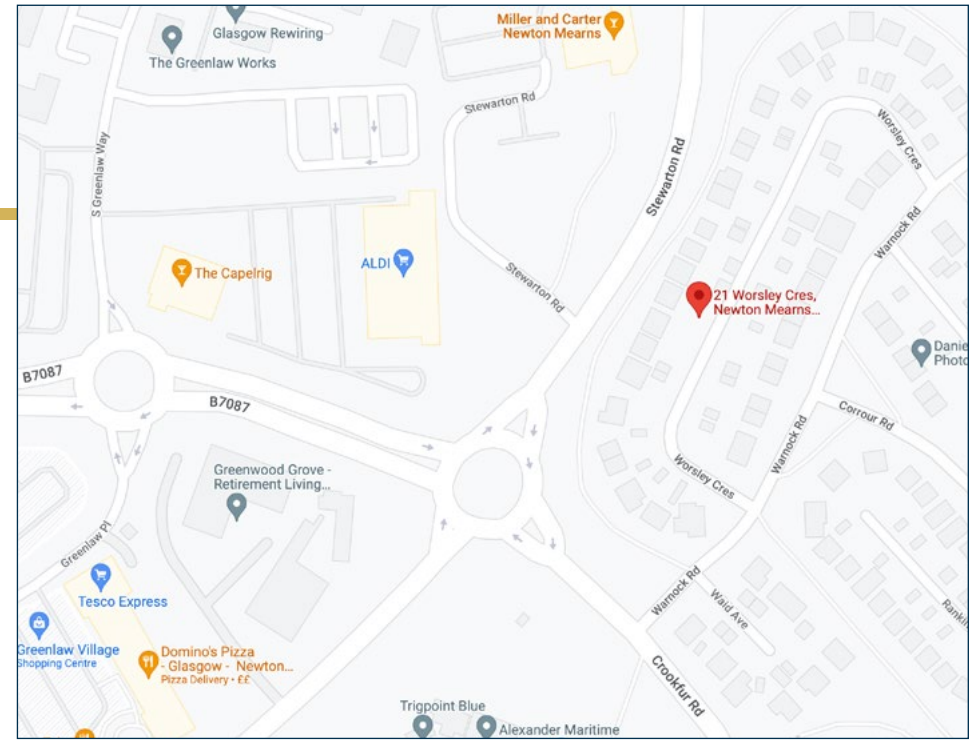 Miller and Carter
Newton Mearns
Glasgow Rewiring
The Greenlaw Works
Stewarton Rd
S Greenlaw Way
Stewarton Rd
Worsley Cres
Warnock Rd
The Capelrig
ALDI
Stewarton Rd
21 Worsley Cres,
Newton Mearns...
Danie
Photo
B7087
B7087
Corrour Rd
Warnock Rd
Greenwood Grove -
Retirement Living...
Worsley Cres
Greenlaw Pl
Tesco Express
Warnock Rd
Waid Ave
Rankin
Greenlaw Village
Shopping Centre
Domino's Pizza
- Glasgow - Newton...
Pizza Delivery • ££
Crookfur Rd
Trigpoint Blue
Alexander Maritime